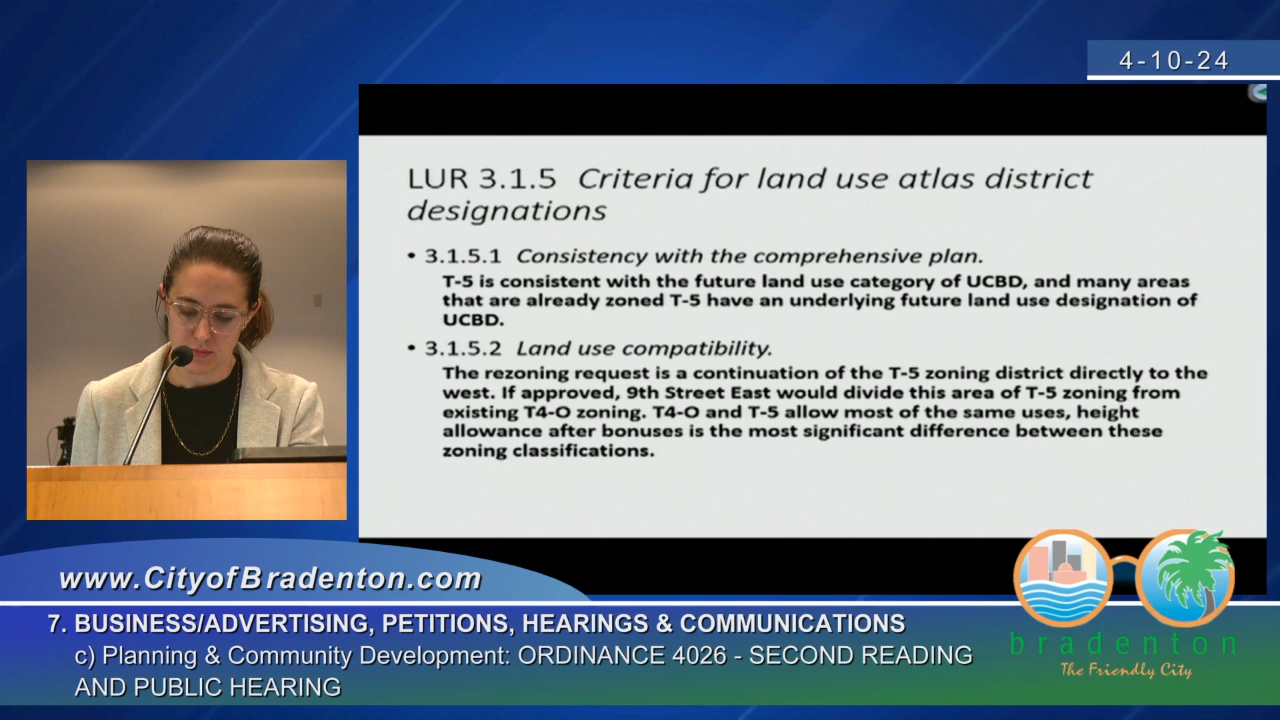 4-10-24
LUR 3.1.5 Criteria for land use atlas district
designations
• 3.1.5.1 Consistency with the comprehensive plan.
T-5 is consistent with the future land use category of UCBD, and many areas
that are already zoned T-5 have an underlying future land use designation of
UCBD.
• 3.1.5.2 Land use compatibility.
The rezoning request is a continuation of the T-5 zoning district directly to the
west. If approved, 9th Street East would divide this area of T-5 zoning from
existing T4-O zoning. T4-O and T-5 allow most of the same uses, height
allowance after bonuses is the most significant difference between these
zoning classifications.
www.CityofBradenton.com
7. BUSINESS/ADVERTISING, PETITIONS, HEARINGS & COMMUNICATIONS
c) Planning & Community Development: ORDINANCE 4026 - SECOND READING
AND PUBLIC HEARING
bradenton
The Friendly City